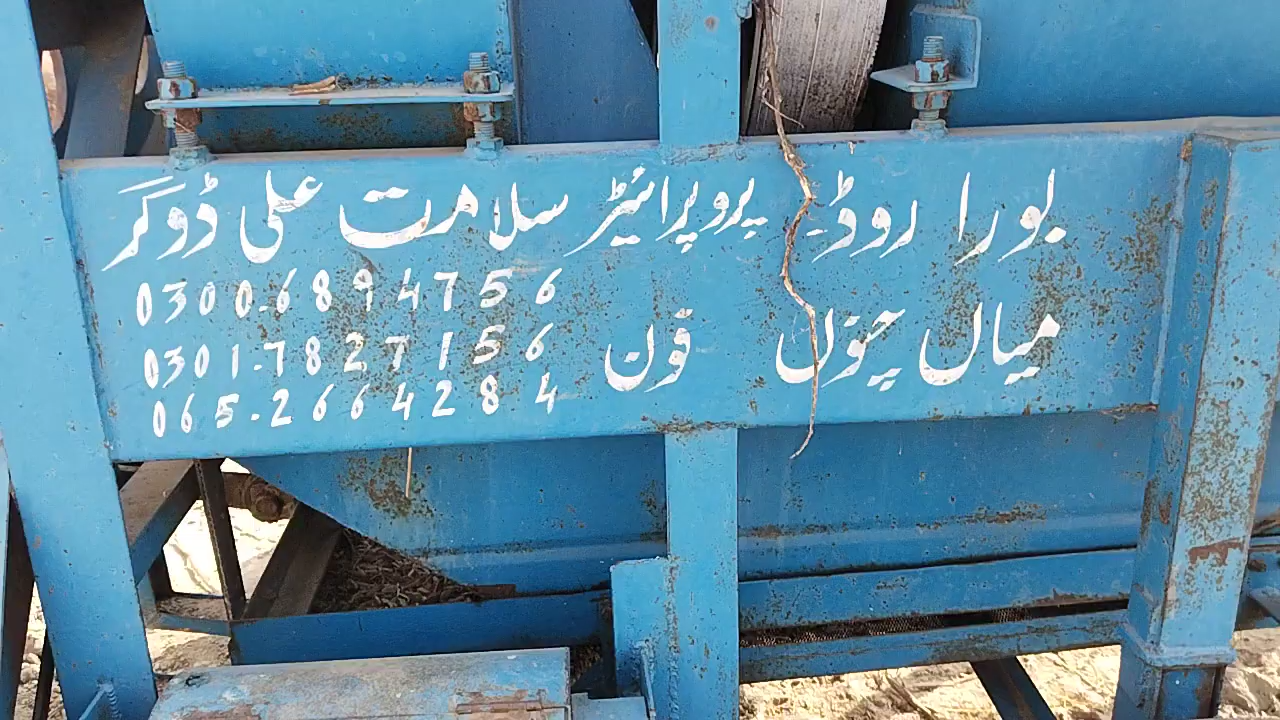 بورا روڈ پروپرائیٹر سلامت علی ڈوگر
0300.6894756
میاں چنوں فون 0301.7827156
065.2664284